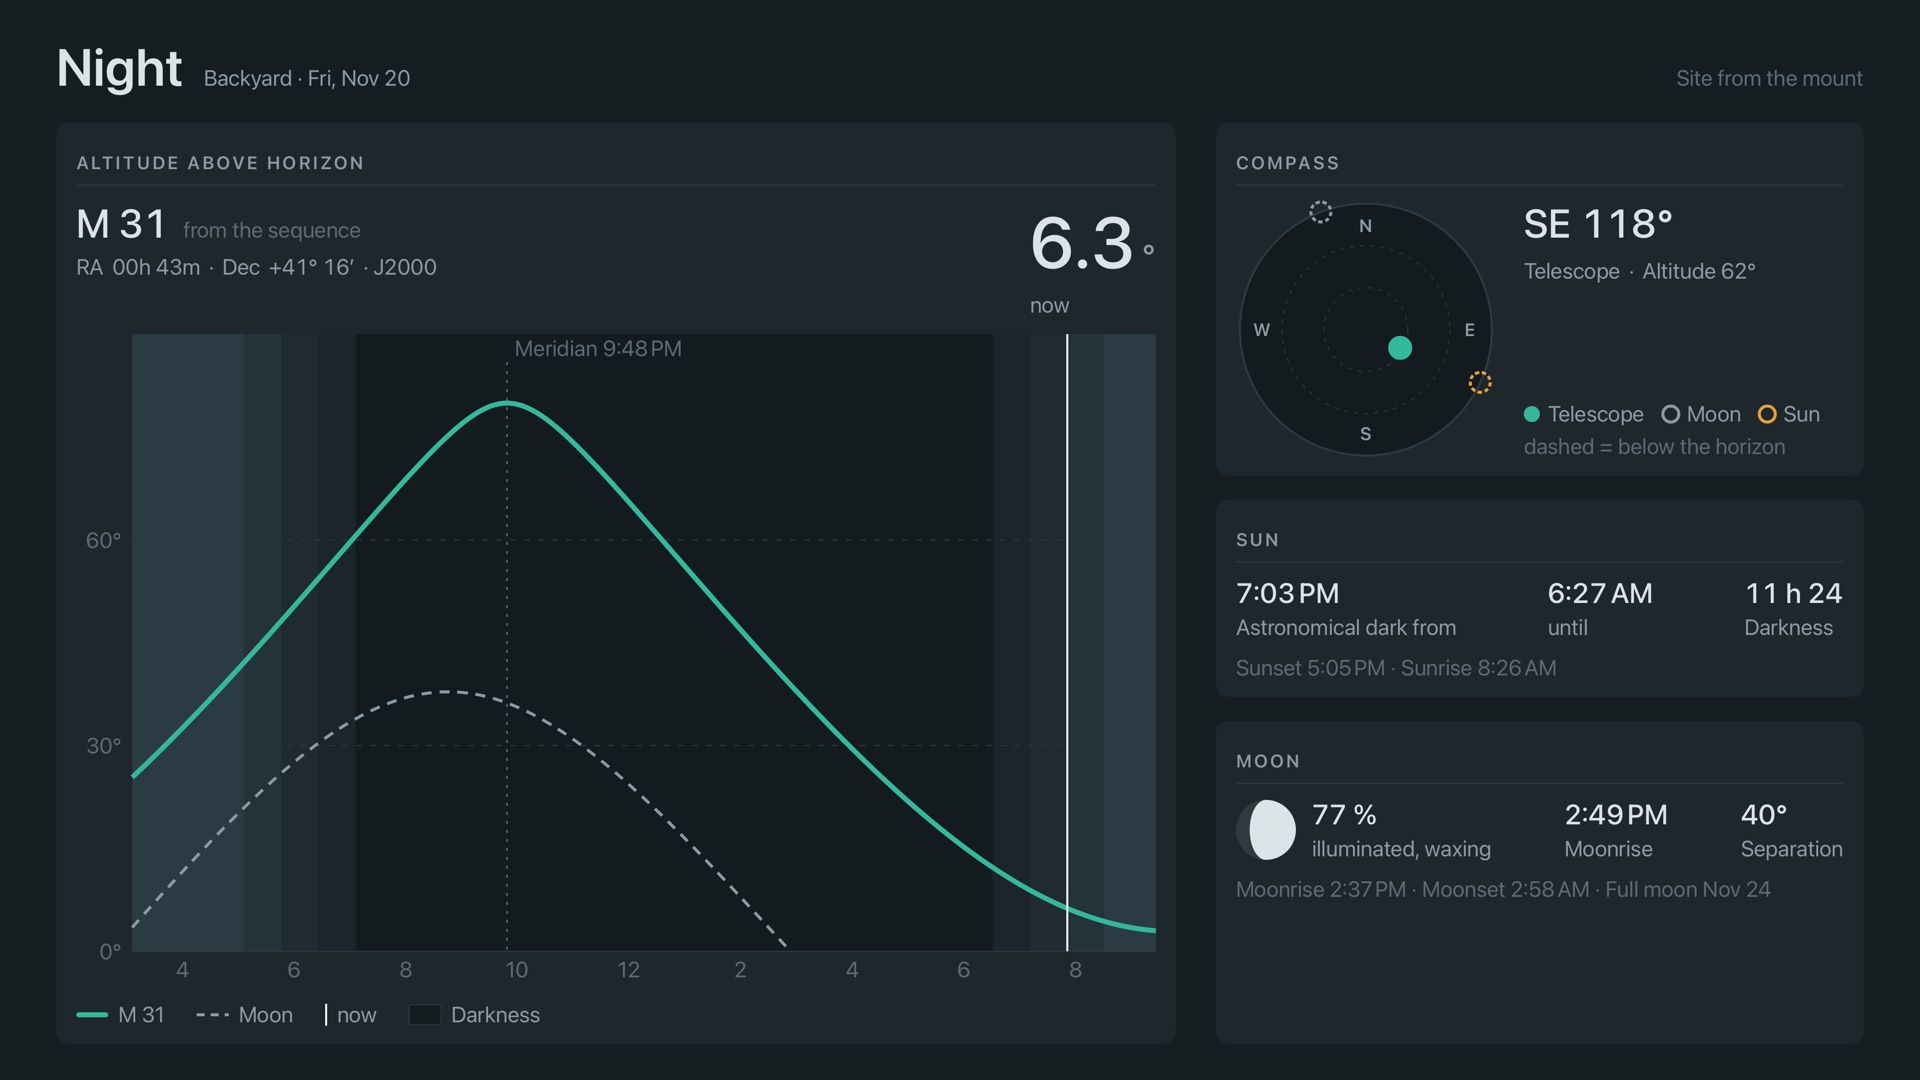 Night Backyard · Fri, Nov 20
Site from the mount
ALTITUDE ABOVE HORIZON
M 31 from the sequence
RA 00h 43m · Dec +41° 16′ · J2000
6.3°
now
Meridian 9:48 PM
60°
30°
0°
4 6 8 10 12 2 4 6 8
M 31 Moon now Darkness
COMPASS
N
W E
S
SE 118°
Telescope · Altitude 62°
Telescope Moon Sun
dashed = below the horizon
SUN
7:03 PM 6:27 AM 11 h 24
Astronomical dark from until Darkness
Sunset 5:05 PM · Sunrise 8:26 AM
MOON
77 % 2:49 PM 40°
illuminated, waxing Moonrise Separation
Moonrise 2:37 PM · Moonset 2:58 AM · Full moon Nov 24